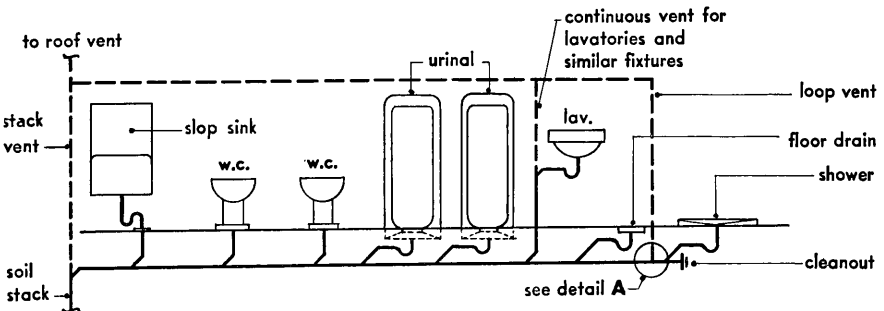 continuous vent for
lavatories and
similar fixtures
to roof vent
urinal
loop vent
stack
vent
slop sink
lav.
floor drain
w.c.
w.c.
shower
soil
stack
cleanout
see detail A